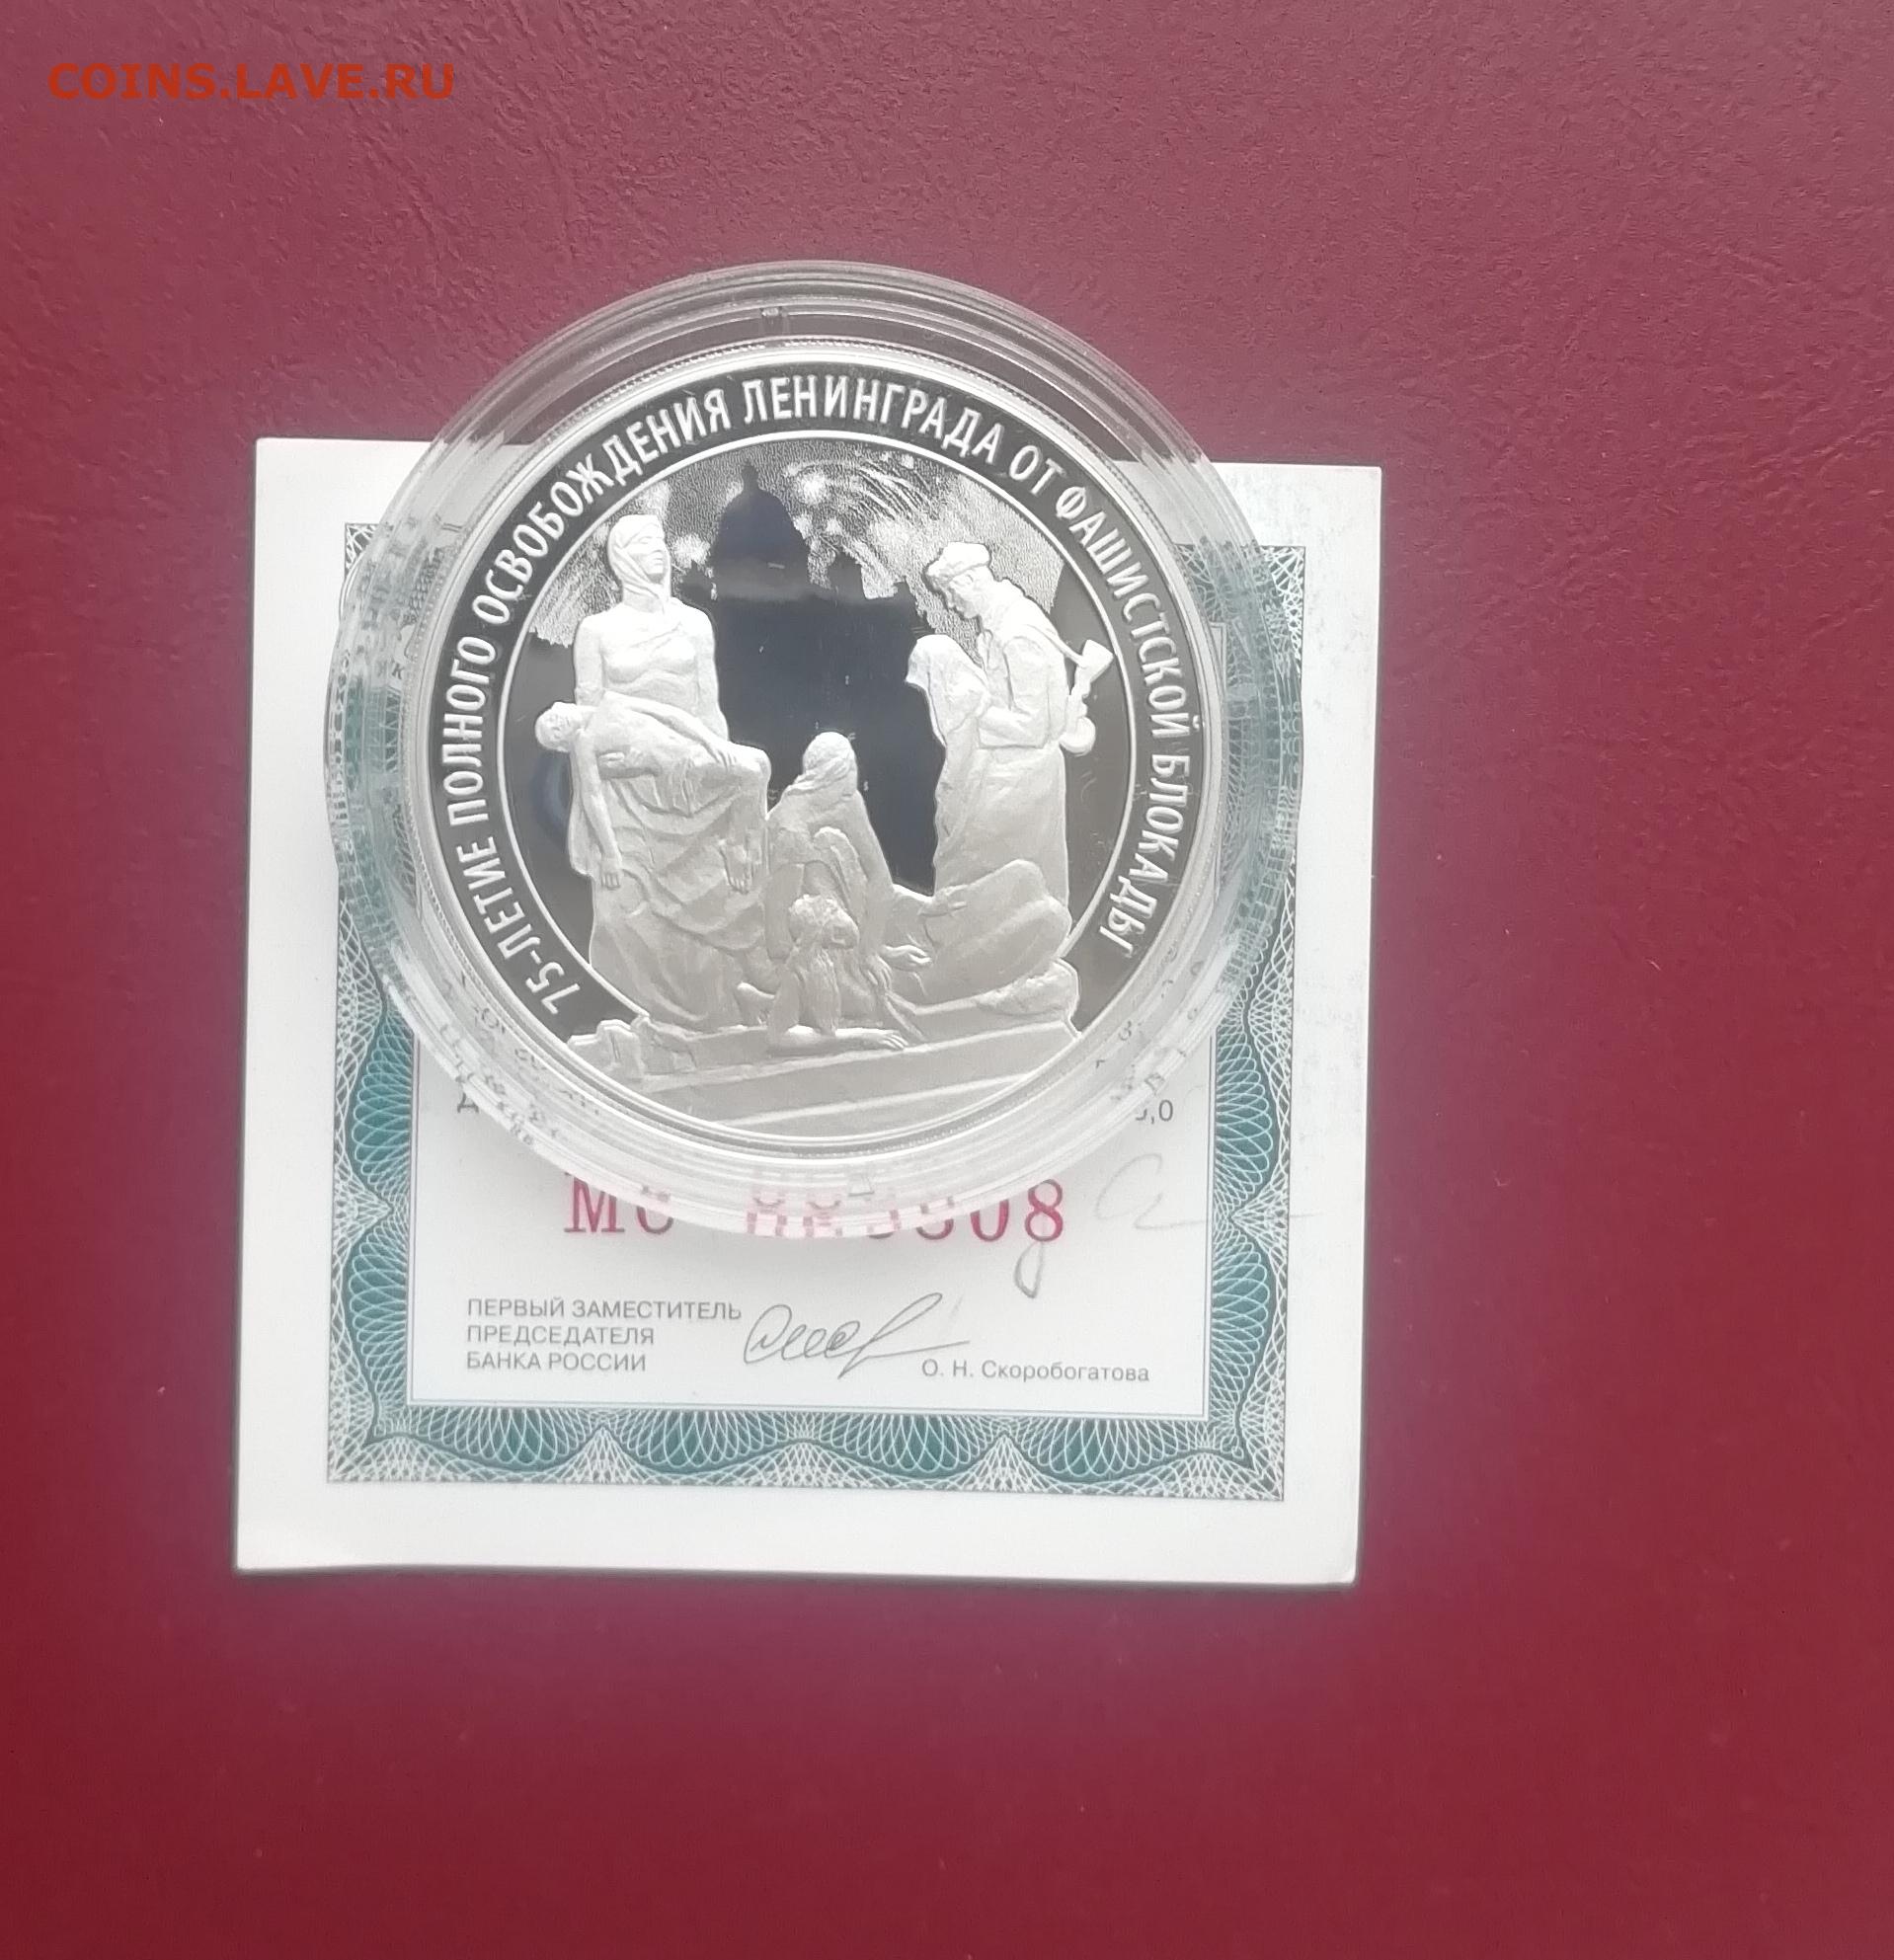 COINS.LAVE.RU
75-ЛЕТИЕ ПОЛНОГО ОСВОБОЖДЕНИЯ ЛЕНИНГРАДА ОТ ФАШИСТСКОЙ БЛОКАДЫ
ПЕРВЫЙ ЗАМЕСТИТЕЛЬ
ПРЕДСЕДАТЕЛЯ
БАНКА РОССИИ
О. Н. Скоробогатова